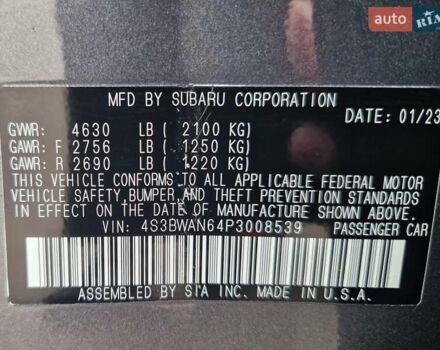 auto RIA
MFD BY SUBARU CORPORATION
DATE: 01/23
GVWR: 4630 LB ( 2100 KG)
GAWR: F 2756 LB ( 1250 KG)
GAWR: R 2690 LB ( 1220 KG)
THIS VEHICLE CONFORMS TO ALL APPLICABLE FEDERAL MOTOR
VEHICLE SAFETY, BUMPER, AND THEFT PREVENTION STANDARDS
IN EFFECT ON THE DATE OF MANUFACTURE SHOWN ABOVE.
VIN: 4S3BWAN64P3008539 PASSENGER CAR
ASSEMBLED BY SIA INC. MADE IN U.S.A.